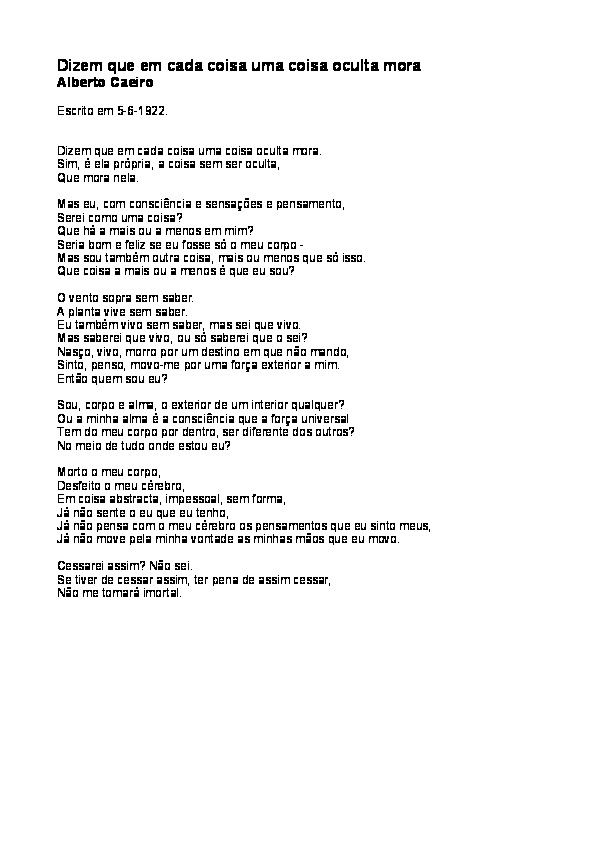 Dizem que em cada coisa uma coisa oculta mora
Alberto Caeiro
Escrito em 5-6-1922.
Dizem que em cada coisa uma coisa oculta mora.
Sim, é ela própria, a coisa sem ser oculta,
Que mora nela.
Mas eu, com consciência e sensações e pensamento,
Serei como uma coisa?
Que há a mais ou a menos em mim?
Seria bom e feliz se eu fosse só o meu corpo -
Mas sou também outra coisa, mais ou menos que só isso.
Que coisa a mais ou a menos é que eu sou?
O vento sopra sem saber.
A planta vive sem saber.
Eu também vivo sem saber, mas sei que vivo.
Mas saberei que vivo, ou só saberei que o sei?
Nasço, vivo, morro por um destino em que não mando,
Sinto, penso, movo-me por uma força exterior a mim.
Então quem sou eu?
Sou, corpo e alma, o exterior de um interior qualquer?
Ou a minha alma é a consciência que a força universal
Tem do meu corpo por dentro, ser diferente dos outros?
No meio de tudo onde estou eu?
Morto o meu corpo,
Desfeito o meu cérebro,
Em coisa abstracta, impessoal, sem forma,
Já não sente o eu que eu tenho,
Já não pensa com o meu cérebro os pensamentos que eu sinto meus,
Já não move pela minha vontade as minhas mãos que eu movo.
Cessarei assim? Não sei.
Se tiver de cessar assim, ter pena de assim cessar,
Não me tomará imortal.